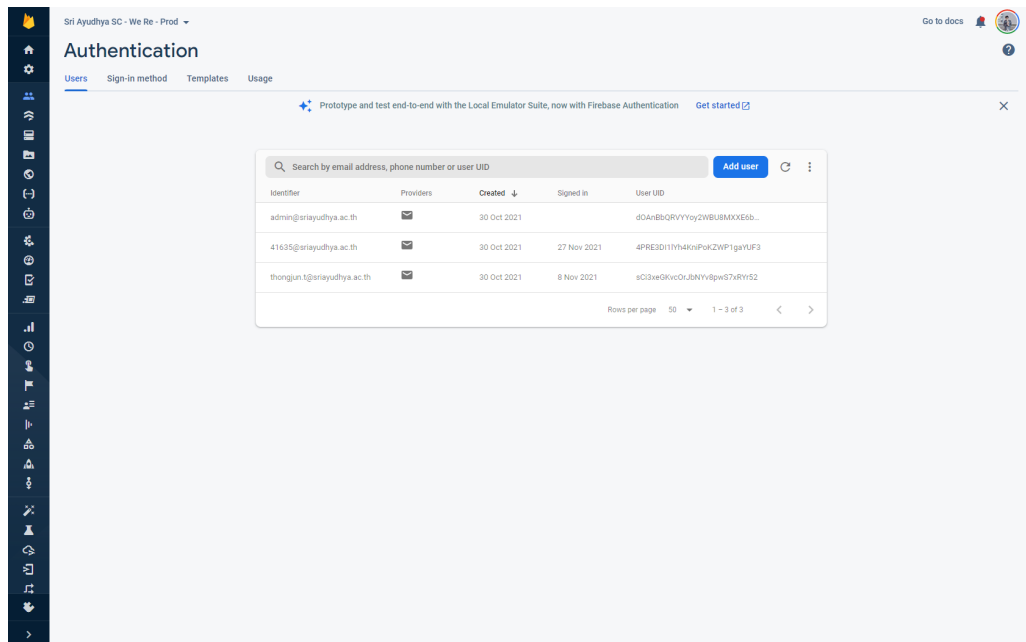 Sri Ayudhya SC - We Re - Prod
Go to docs
Authentication
Users Sign-in method Templates Usage
Prototype and test end-to-end with the Local Emulator Suite, now with Firebase Authentication Get started
Search by email address, phone number or user UID
Add user
Identifier Providers Created Signed in User UID
admin@sriayudhya.ac.th 30 Oct 2021 dOAnBbQRVYYoy2WBU8MXXE6b...
41635@sriayudhya.ac.th 30 Oct 2021 27 Nov 2021 4PRE3DI1lYh4KniPoKZWP1gaYUF3
thongjun.t@sriayudhya.ac.th 30 Oct 2021 8 Nov 2021 sCi3xeGKvcOrJbNYv8pwS7xRYr52
Rows per page 50 1 – 3 of 3